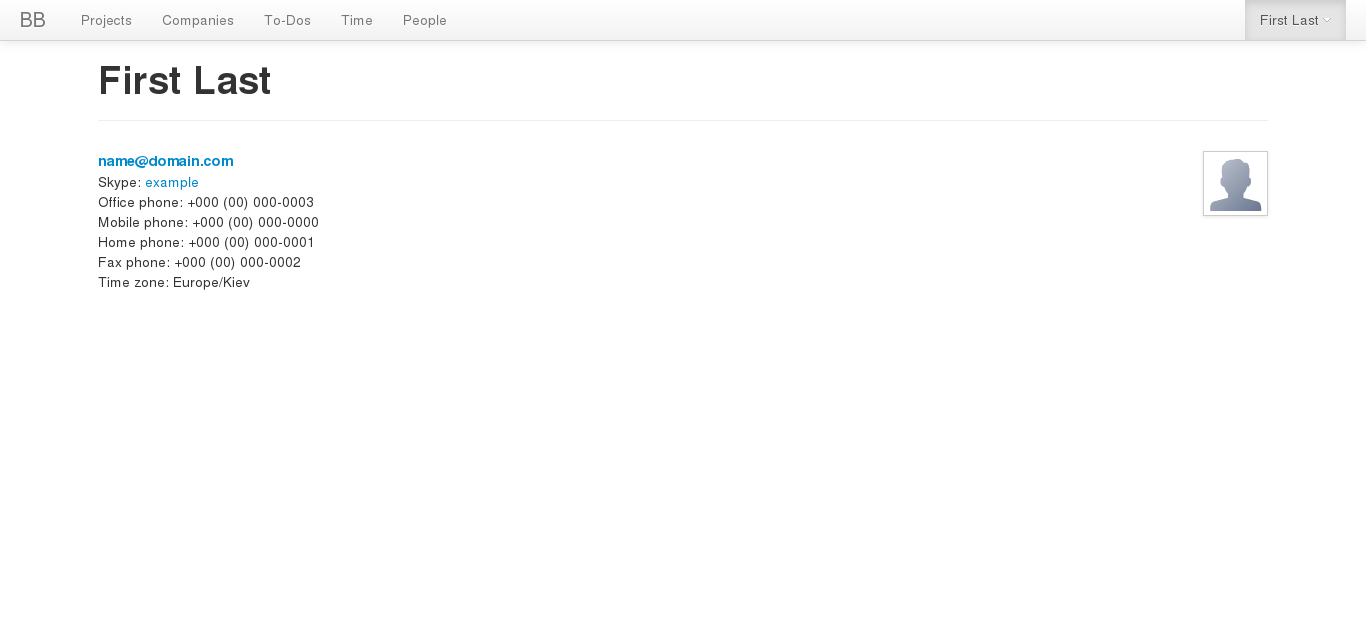 BB Projects Companies To-Dos Time People First Last
First Last
name@domain.com
Skype: example
Office phone: +000 (00) 000-0003
Mobile phone: +000 (00) 000-0000
Home phone: +000 (00) 000-0001
Fax phone: +000 (00) 000-0002
Time zone: Europe/Kiev